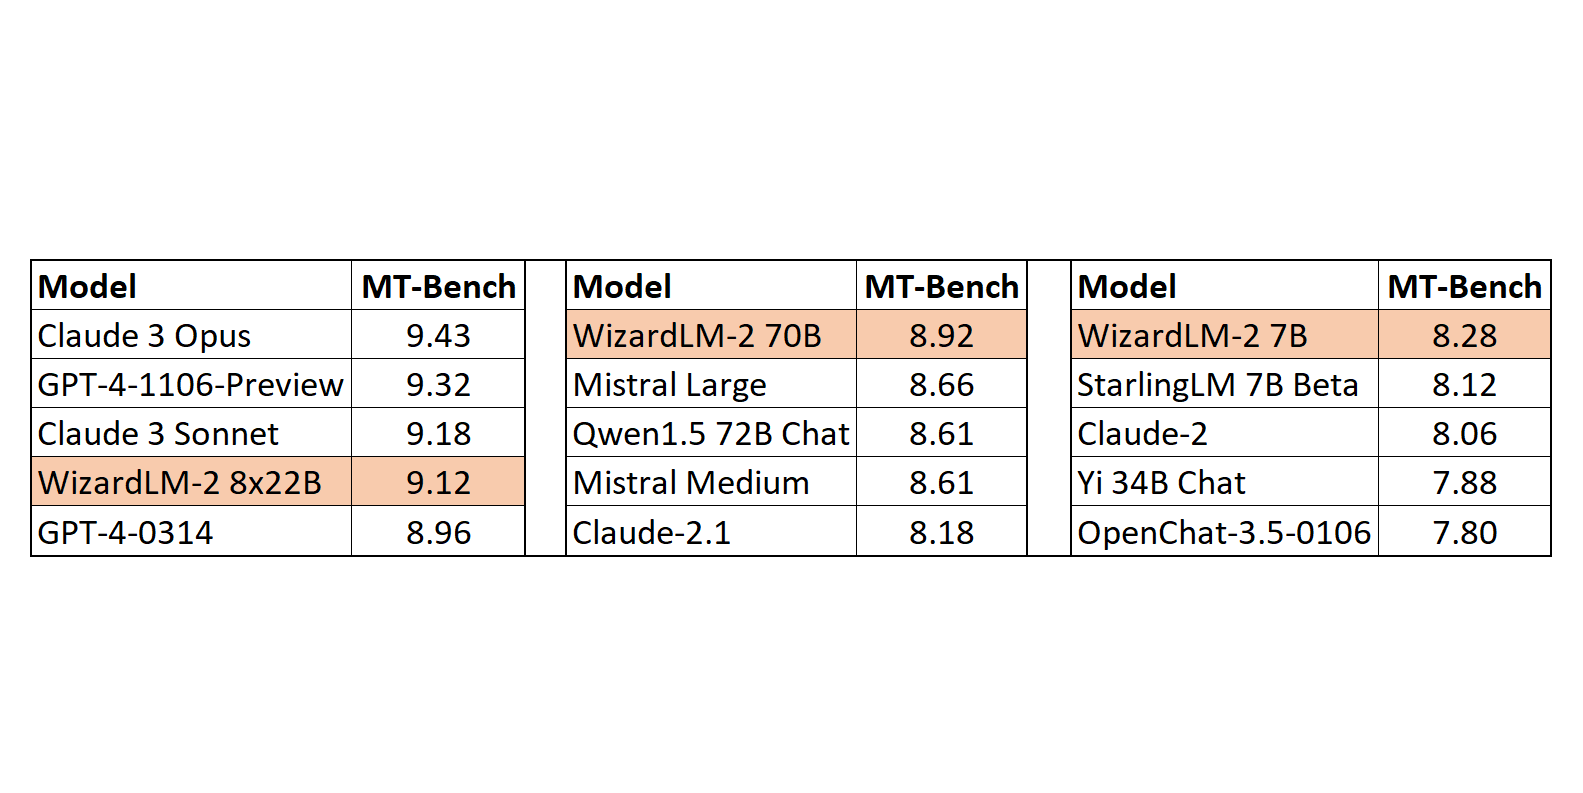 Model MT-Bench Model MT-Bench Model MT-Bench
Claude 3 Opus 9.43 WizardLM-2 70B 8.92 WizardLM-2 7B 8.28
GPT-4-1106-Preview 9.32 Mistral Large 8.66 StarlingLM 7B Beta 8.12
Claude 3 Sonnet 9.18 Qwen1.5 72B Chat 8.61 Claude-2 8.06
WizardLM-2 8x22B 9.12 Mistral Medium 8.61 Yi 34B Chat 7.88
GPT-4-0314 8.96 Claude-2.1 8.18 OpenChat-3.5-0106 7.80